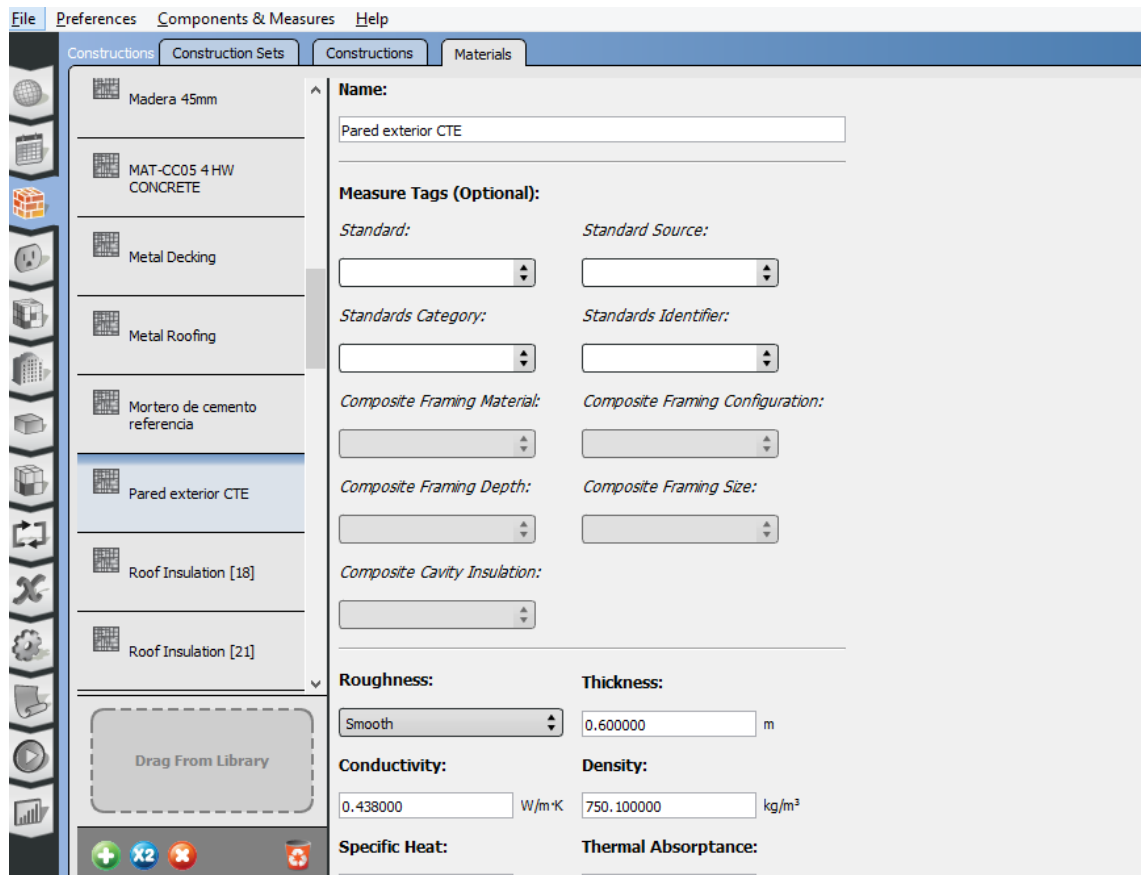 File Preferences Components & Measures Help
Constructions Construction Sets Constructions Materials
Madera 45mm
MAT-CC05 4 HW
CONCRETE
Metal Decking
Metal Roofing
Mortero de cemento
referencia
Pared exterior CTE
Roof Insulation [18]
Roof Insulation [21]
Drag From Library
X2
Name:
Pared exterior CTE
Measure Tags (Optional):
Standard: Standard Source:
Standards Category: Standards Identifier:
Composite Framing Material: Composite Framing Configuration:
Composite Framing Depth: Composite Framing Size:
Composite Cavity Insulation:
Roughness: Thickness:
Smooth 0.600000 m
Conductivity: Density:
0.438000 W/m·K 750.100000 kg/m³
Specific Heat: Thermal Absorptance: